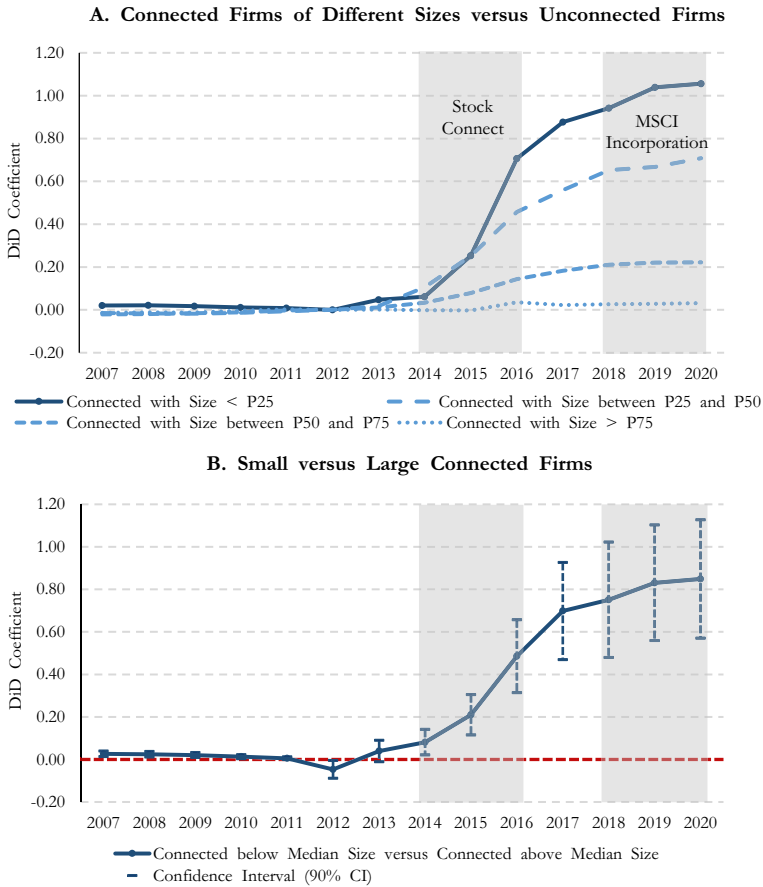 A. Connected Firms of Different Sizes versus Unconnected Firms
1.20
1.00
0.80
0.60
0.40
0.20
0.00
-0.20
DiD Coefficient
Stock
Connect
MSCI
Incorporation
2007 2008 2009 2010 2011 2012 2013 2014 2015 2016 2017 2018 2019 2020
Connected with Size < P25
Connected with Size between P25 and P50
Connected with Size between P50 and P75
Connected with Size > P75
B. Small versus Large Connected Firms
1.20
1.00
0.80
0.60
0.40
0.20
0.00
-0.20
DiD Coefficient
2007 2008 2009 2010 2011 2012 2013 2014 2015 2016 2017 2018 2019 2020
Connected below Median Size versus Connected above Median Size
Confidence Interval (90% CI)